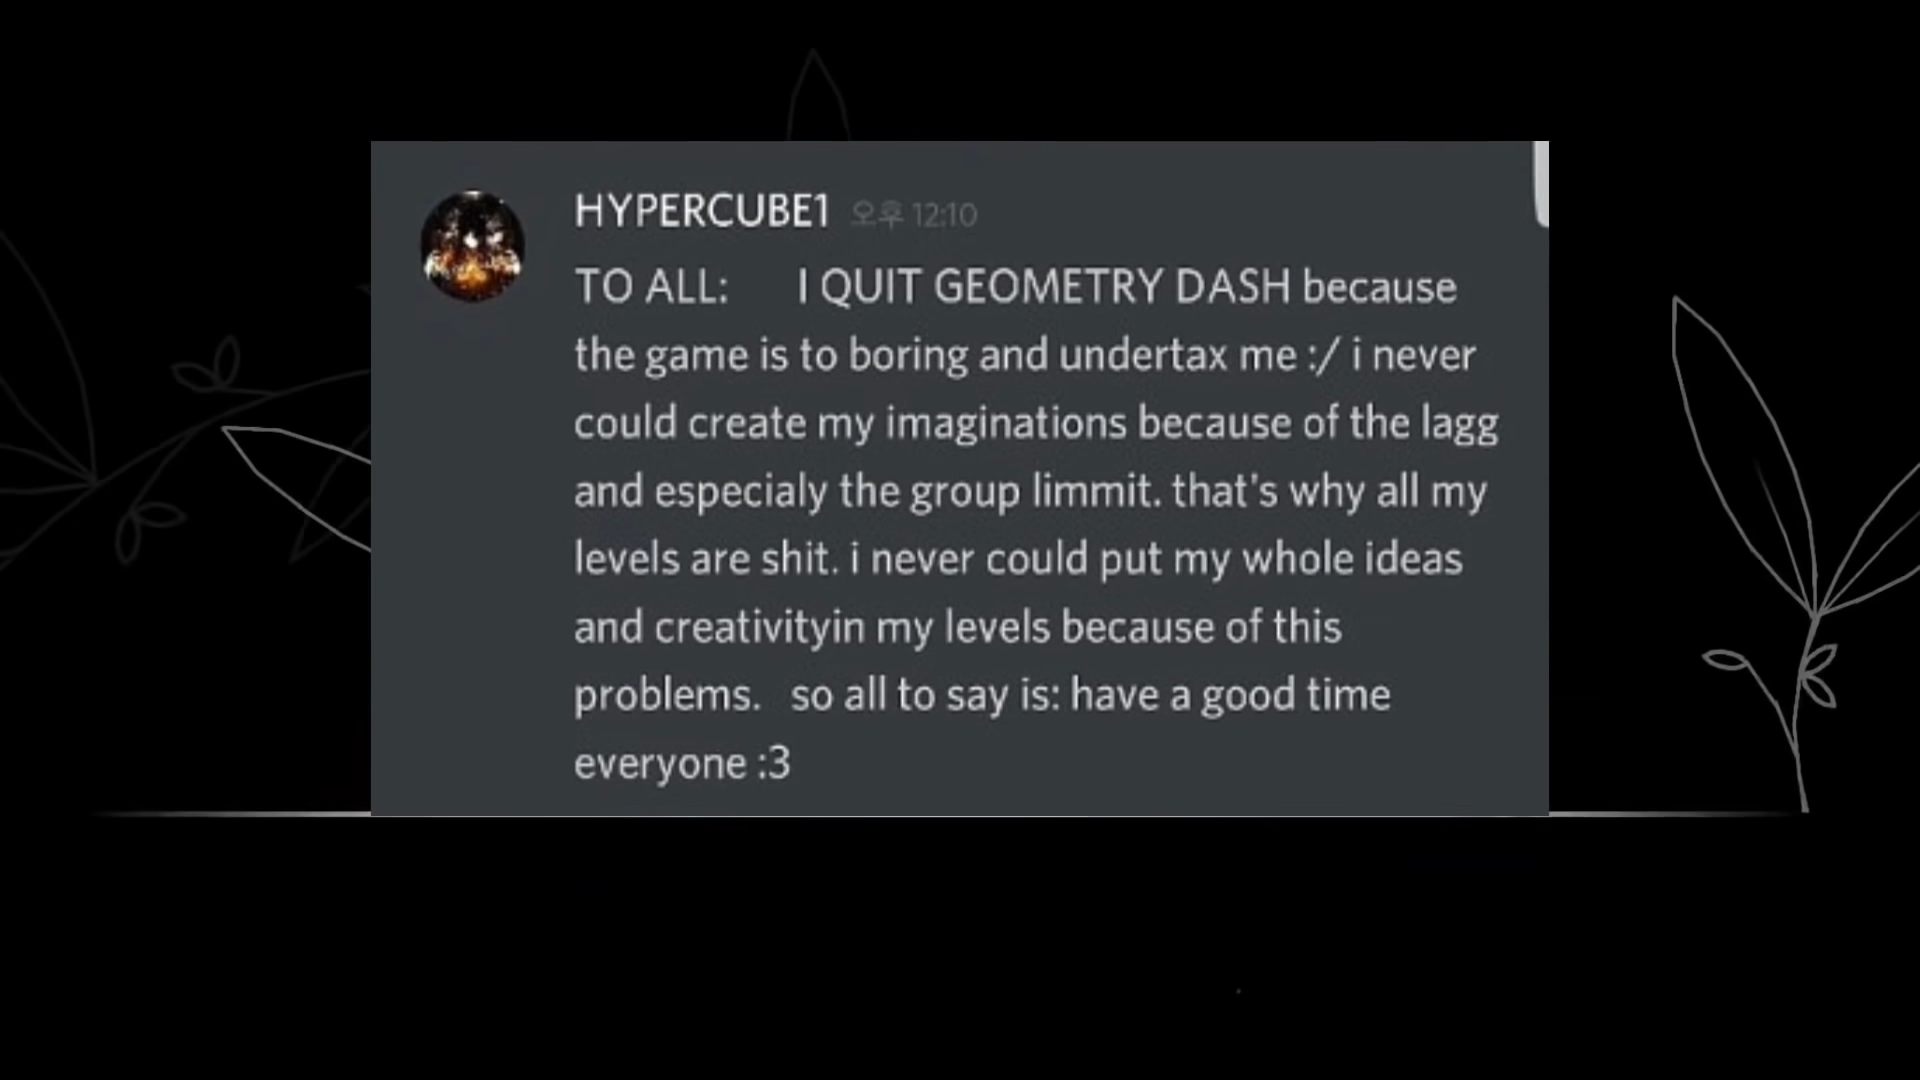 HYPERCUBE1 오후 12:10
TO ALL: I QUIT GEOMETRY DASH because
the game is to boring and undertax me :/ i never
could create my imaginations because of the lagg
and especialy the group limmit. that's why all my
levels are shit. i never could put my whole ideas
and creativityin my levels because of this
problems. so all to say is: have a good time
everyone :3